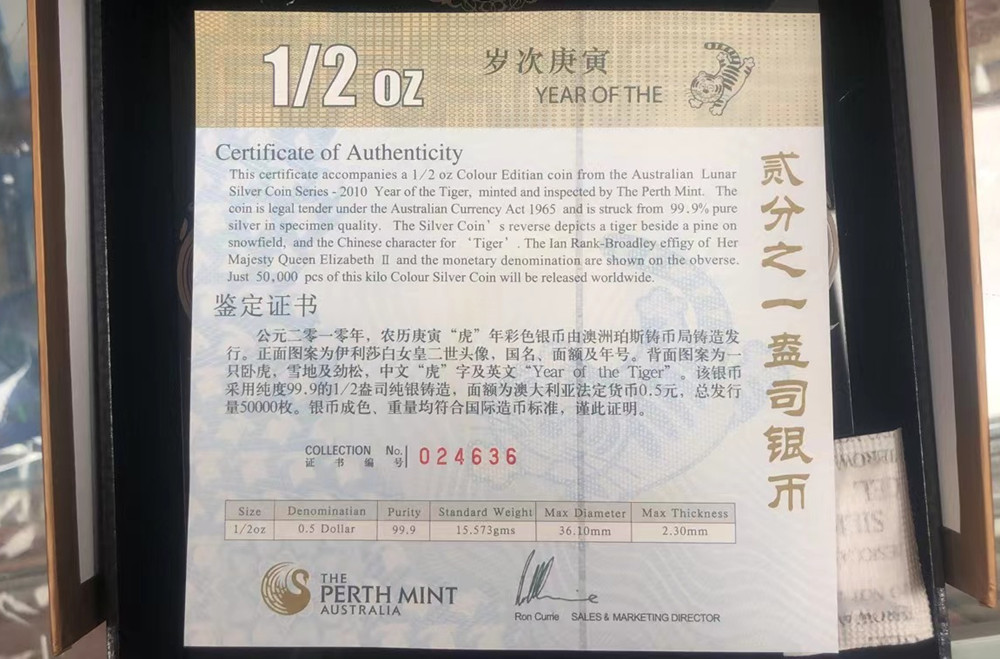 1/2 oz
岁次庚寅
YEAR OF THE
Certificate of Authenticity
This certificate accompanies a 1/2 oz Colour Editian coin from the Australian Lunar
Silver Coin Series - 2010 Year of the Tiger, minted and inspected by The Perth Mint. The
coin is legal tender under the Australian Currency Act 1965 and is struck from 99.9% pure
silver in specimen quality. The Silver Coin's reverse depicts a tiger beside a pine on
snowfield, and the Chinese character for 'Tiger'. The Ian Rank-Broadley effigy of Her
Majesty Queen Elizabeth II and the monetary denomination are shown on the obverse.
Just 50,000 pcs of this kilo Colour Silver Coin will be released worldwide.
鉴定证书
公元二零一零年，农历庚寅“虎”年彩色银币由澳洲珀斯铸币局铸造发
行。正面图案为伊利莎白女皇二世头像，国名、面额及年号。背面图案为一
只卧虎，雪地及劲松，中文“虎”字及英文“Year of the Tiger”。该银币
采用纯度99.9的1/2盎司纯银铸造，面额为澳大利亚法定货币0.5元，总发行
量50000枚。银币成色、重量均符合国际造币标准，谨此证明。
COLLECTION No.
证书编号
024636
Size Denominatian Purity Standard Weight Max Diameter Max Thickness
1/2oz 0.5 Dollar 99.9 15.573gms 36.10mm 2.30mm
THE
PERTH MINT
AUSTRALIA
Ron Currie SALES & MARKETING DIRECTOR
贰分之一盎司银币